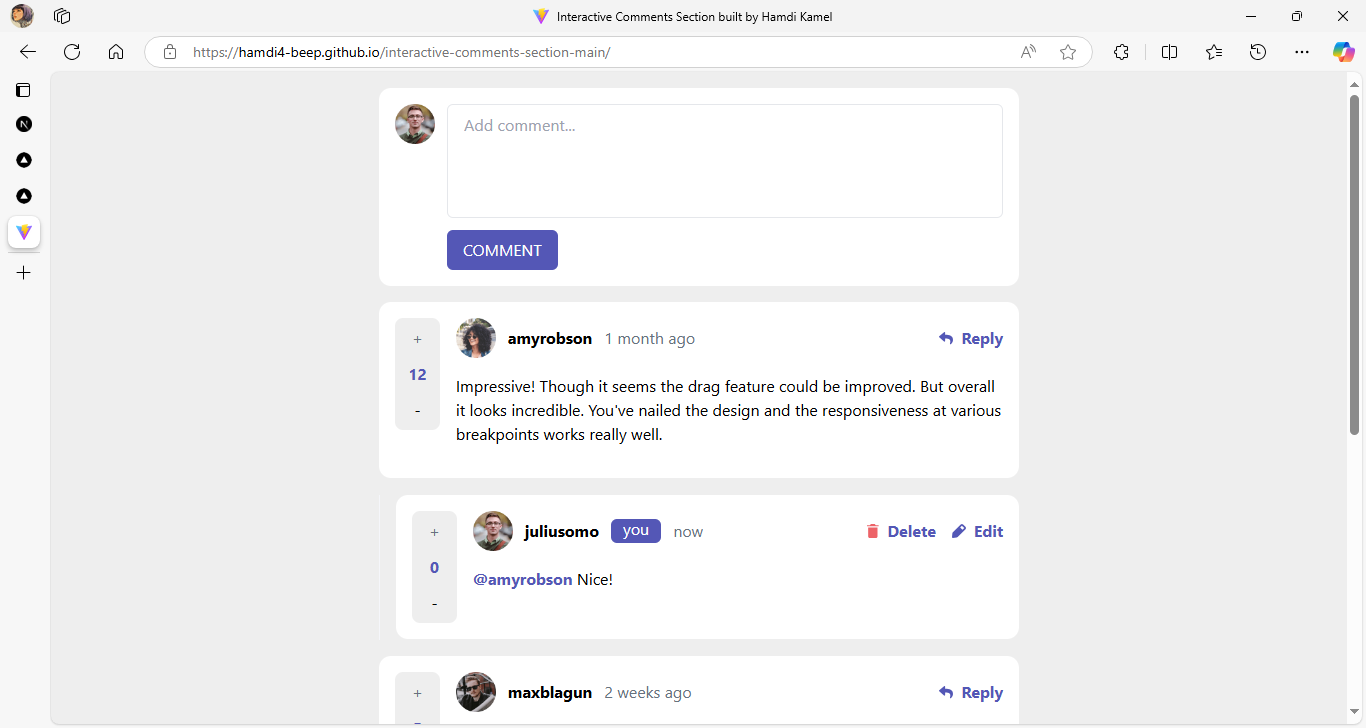 Interactive Comments Section built by Hamdi Kamel
https://hamdi4-beep.github.io/interactive-comments-section-main/
Add comment...
COMMENT
+
12
-
amyrobson 1 month ago
Reply
Impressive! Though it seems the drag feature could be improved. But overall
it looks incredible. You've nailed the design and the responsiveness at various
breakpoints works really well.
+
0
-
juliusomo you now
Delete Edit
@amyrobson Nice!
+
maxblagun 2 weeks ago
Reply